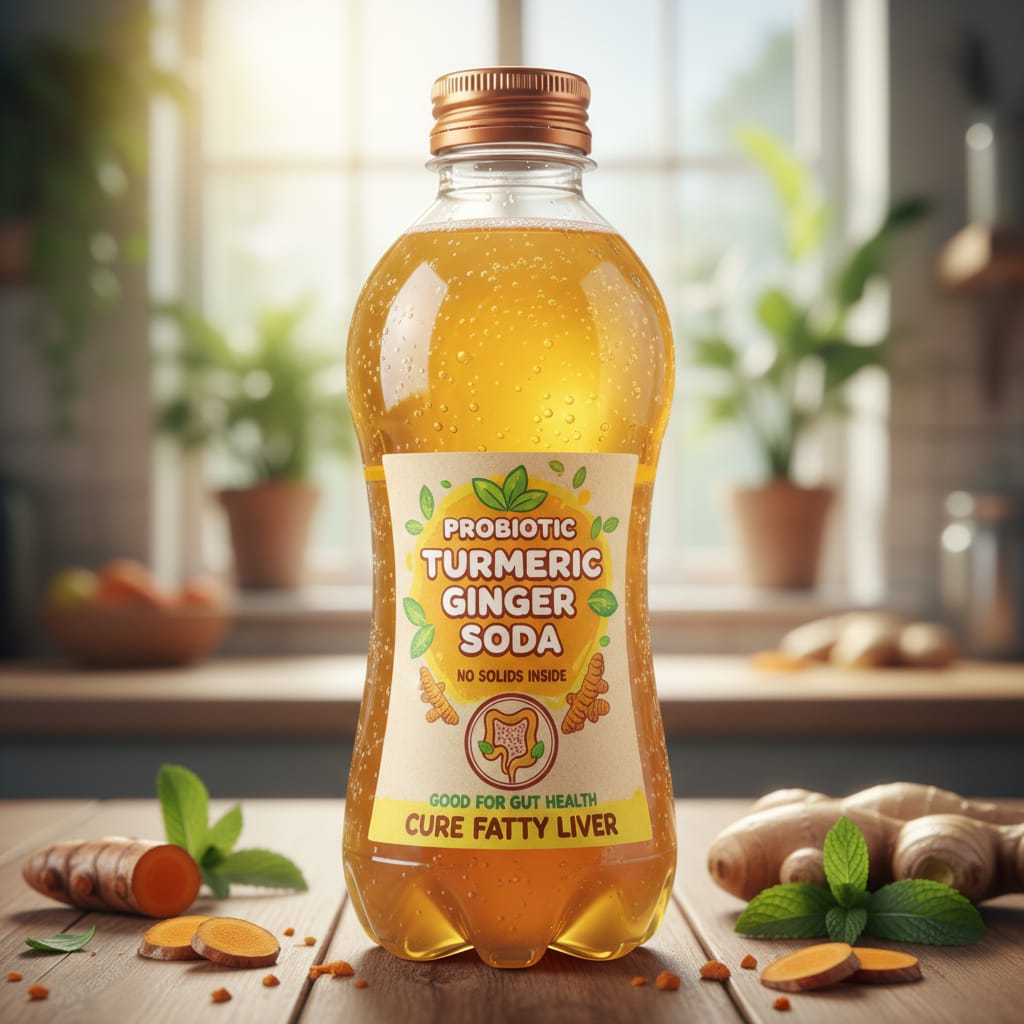 PROBIOTIC
TURMERIC
GINGER
SODA
NO SOLIDS INSIDE
GOOD FOR GUT HEALTH
CURE FATTY LIVER